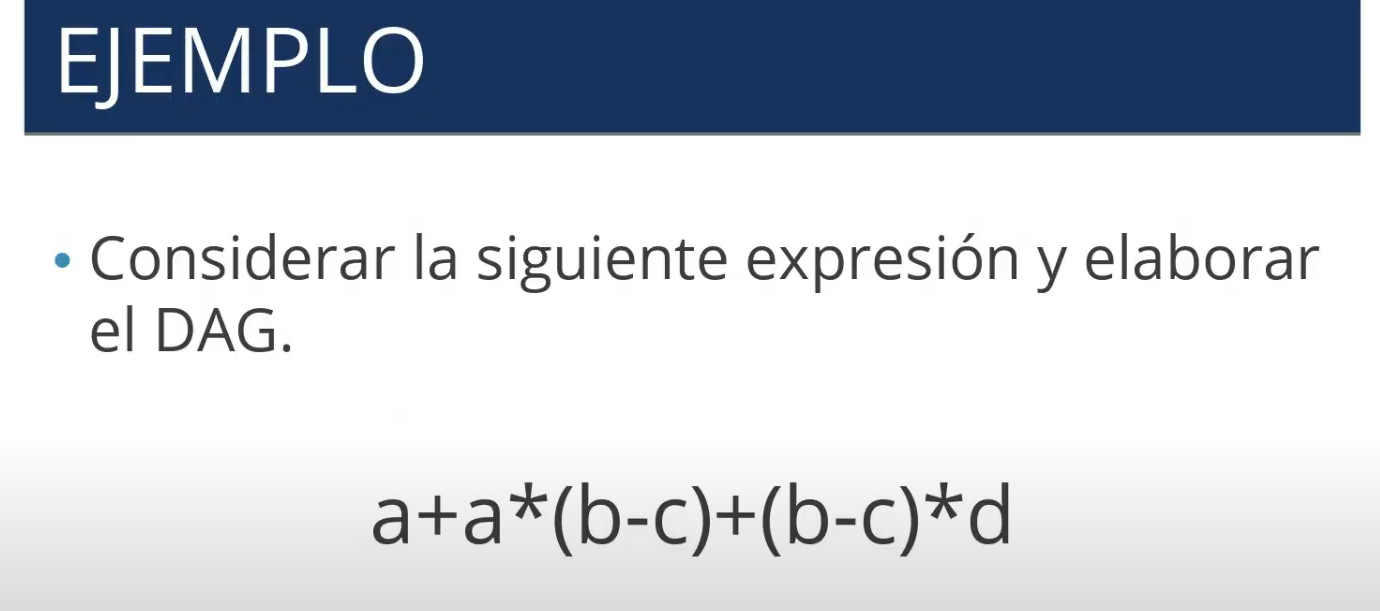 EJEMPLO
• Considerar la siguiente expresión y elaborar
el DAG.
a+a*(b-c)+(b-c)*d